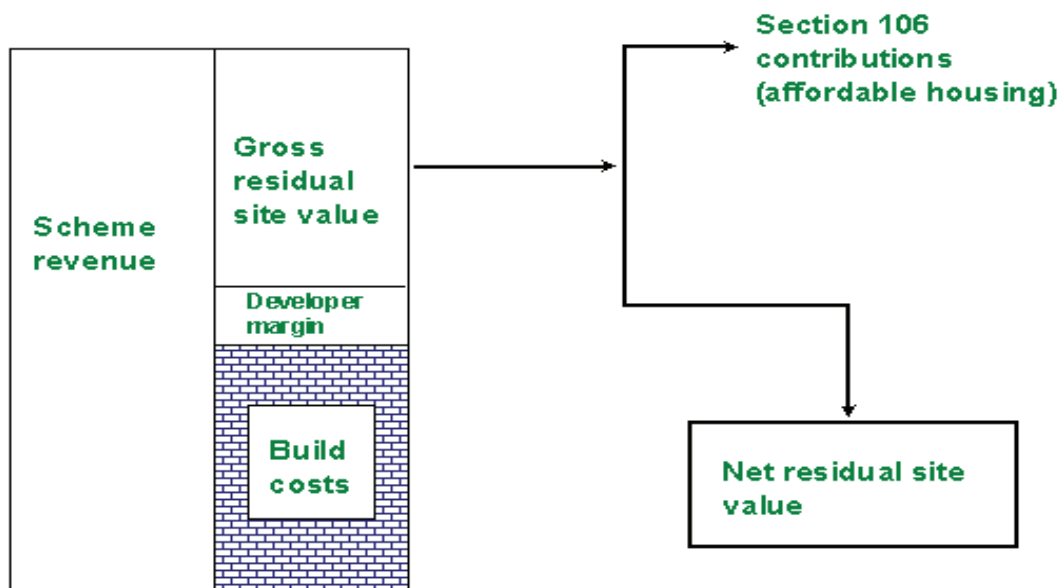 Section 106
contributions
(affordable housing)
Gross
residual
site value
Scheme
revenue
Developer
margin
Build
costs
Net residual site
value